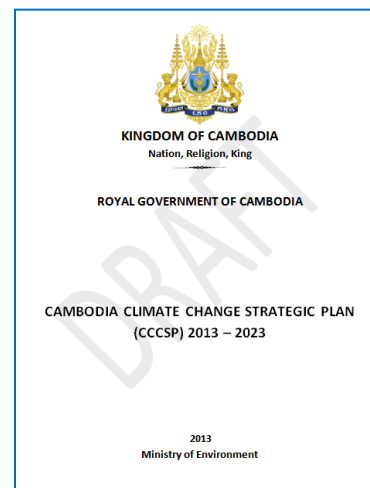 KINGDOM OF CAMBODIA
Nation, Religion, King
ROYAL GOVERNMENT OF CAMBODIA
DRAFT
CAMBODIA CLIMATE CHANGE STRATEGIC PLAN
(CCCSP) 2013 – 2023
2013
Ministry of Environment